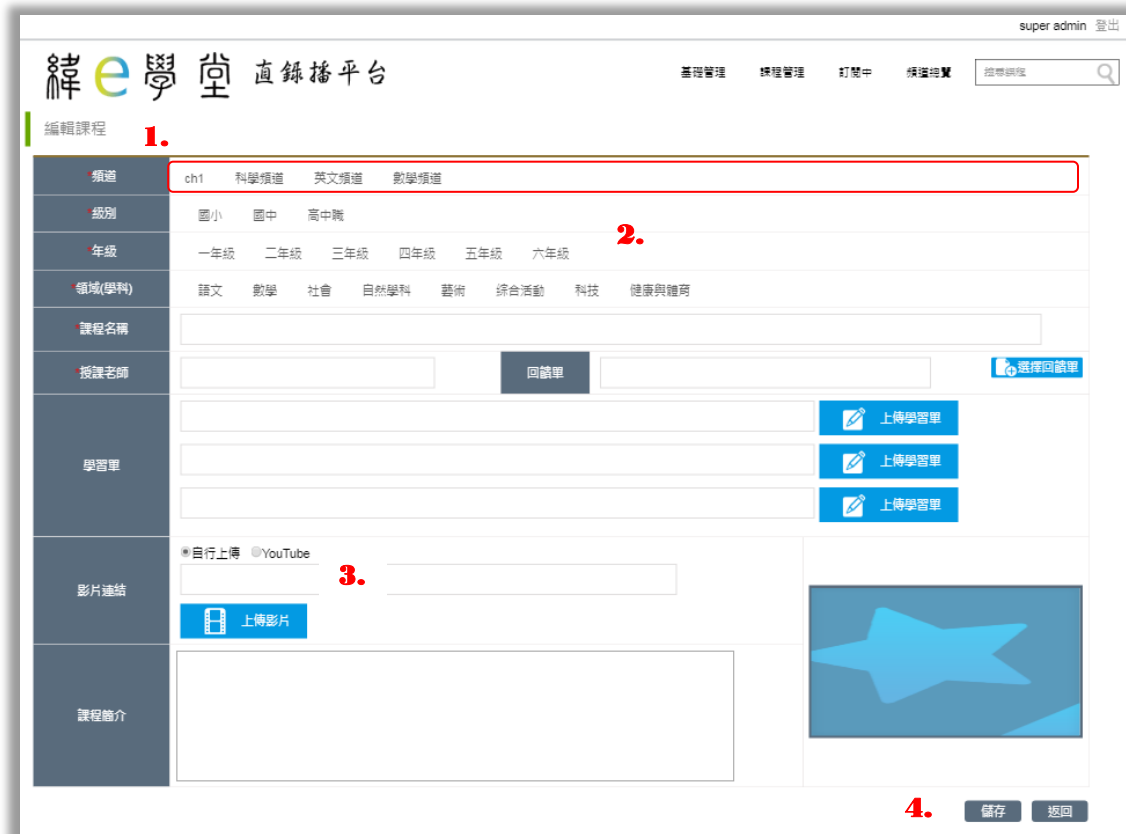 super admin 登出
緯e學堂 直錄播平台 基礎管理 課程管理 訂閱中 頻道總覽 搜尋課程
編輯課程 1.
*頻道 ch1 科學頻道 英文頻道 數學頻道
*級別 國小 國中 高中職 2.
*年級 一年級 二年級 三年級 四年級 五年級 六年級
*領域(學科) 語文 數學 社會 自然學科 藝術 綜合活動 科技 健康與體育
*課程名稱
*授課老師 回饋單 選擇回饋單
上傳學習單
學習單 上傳學習單
上傳學習單
自行上傳 YouTube
影片連結 3.
上傳影片
課程簡介
4. 儲存 返回